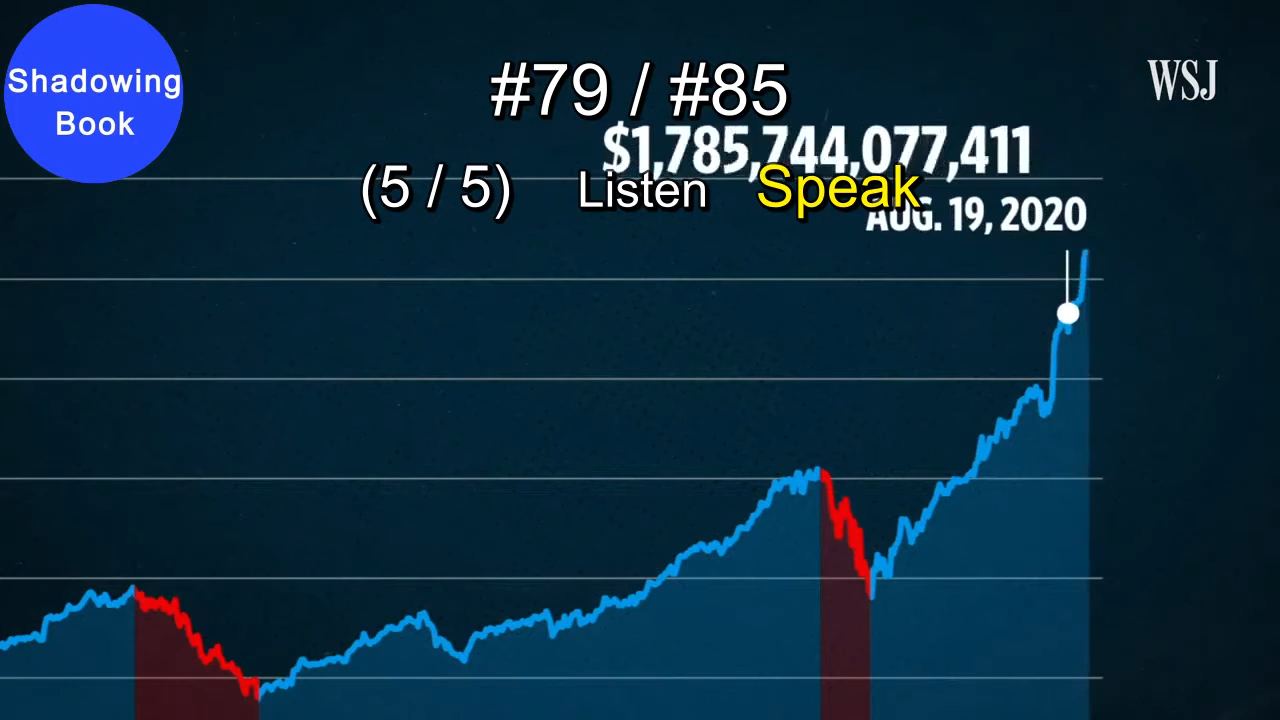 Shadowing
Book
#79 / #85
WSJ
$1,785,744,077,411
(5 / 5) Listen Speak
AUG. 19, 2020